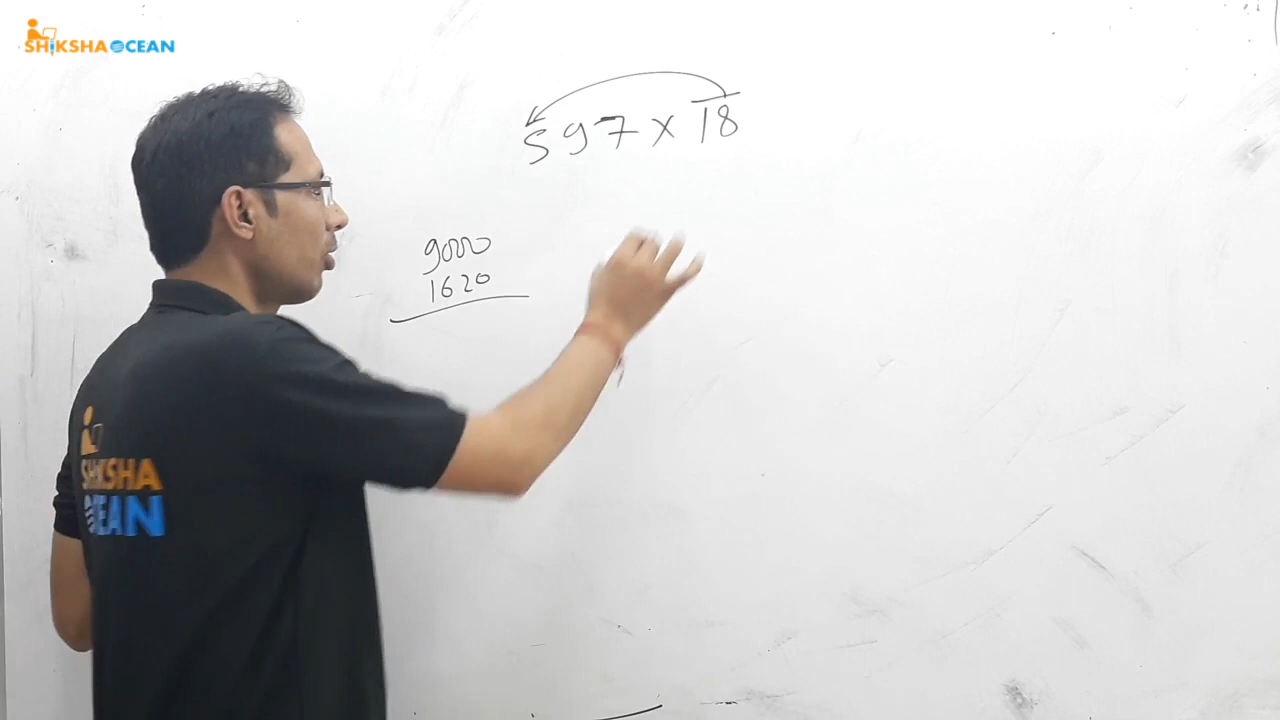 SHIKSHA OCEAN
597 × 18
9000
1620
SHIKSHA
OCEAN